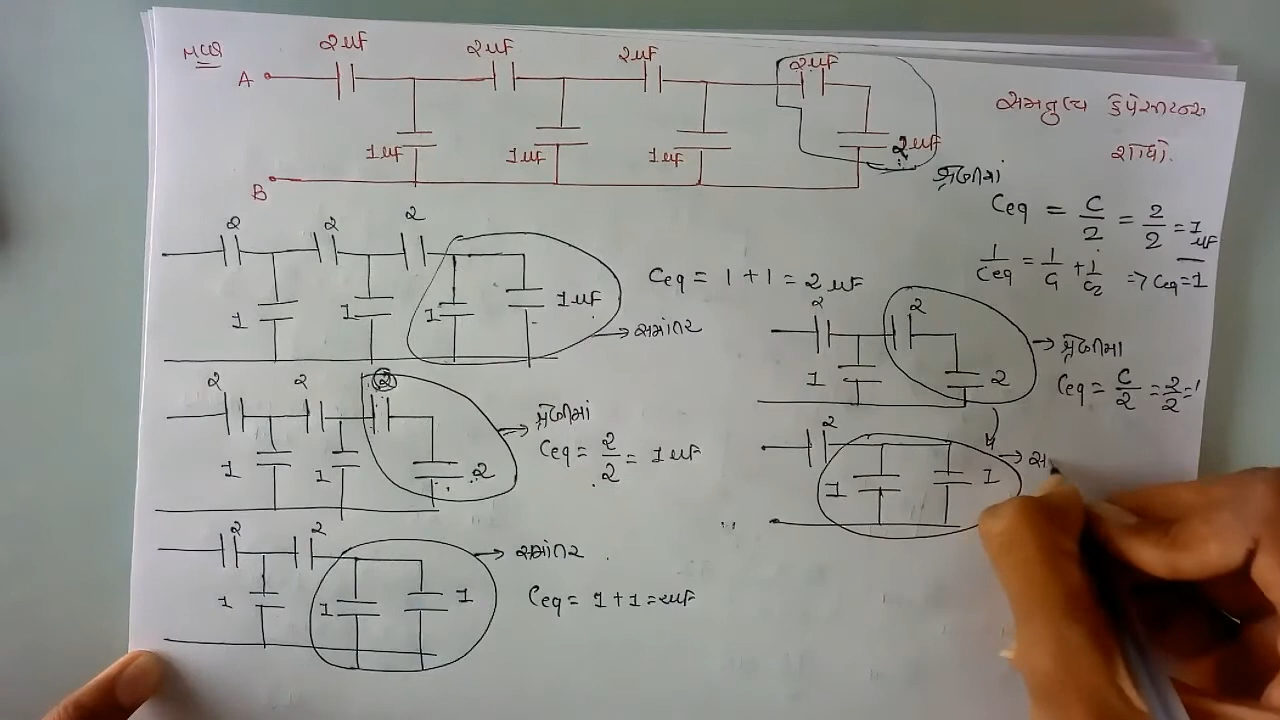 MCQ
2uF 2uF 2uF 2uF
A
1uF 1uF 1uF 2uF
B
સમતુલ્ય કેપેસીટન્સ
શોધો.
શ્રેણીમાં
Ceq = C/2 = 2/2 = 1 uF
1/Ceq = 1/C1 + 1/C2 ⇒ Ceq = 1
2 2 2
1 1 1 1uF
Ceq = 1 + 1 = 2 uF
→ સમાંતર
2 2 2
1 1 2
→ શ્રેણીમાં
Ceq = 2/2 = 1 uF
2 2
1 1 1
→ સમાંતર
Ceq = 1 + 1 = 2uF
2 2
1 2
→ શ્રેણીમાં
Ceq = C/2 = 2/2 = 1
2
1 1
→ સ